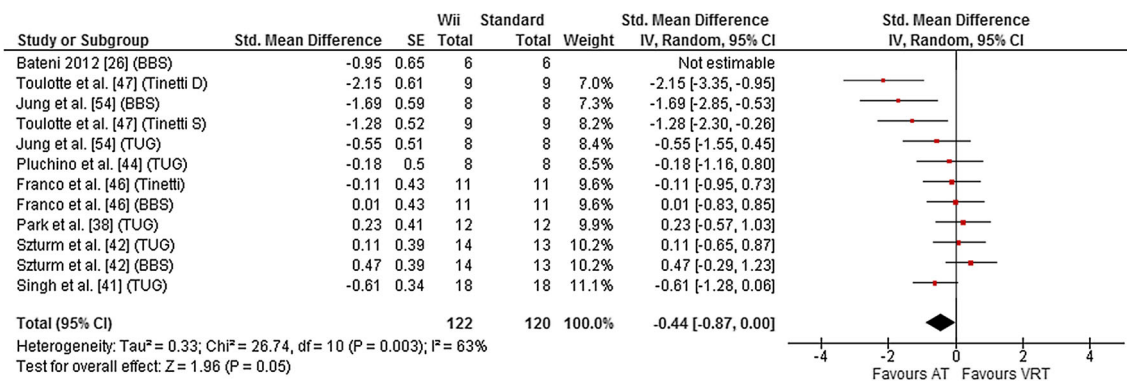 Wii Standard Std. Mean Difference Std. Mean Difference
Study or Subgroup Std. Mean Difference SE Total Total Weight IV, Random, 95% CI IV, Random, 95% CI
Bateni 2012 [26] (BBS) -0.95 0.65 6 6 Not estimable
Toulotte et al. [47] (Tinetti D) -2.15 0.61 9 9 7.0% -2.15 [-3.35, -0.95]
Jung et al. [54] (BBS) -1.69 0.59 8 8 7.3% -1.69 [-2.85, -0.53]
Toulotte et al. [47] (Tinetti S) -1.28 0.52 9 9 8.2% -1.28 [-2.30, -0.26]
Jung et al. [54] (TUG) -0.55 0.51 8 8 8.4% -0.55 [-1.55, 0.45]
Pluchino et al. [44] (TUG) -0.18 0.5 8 8 8.5% -0.18 [-1.16, 0.80]
Franco et al. [46] (Tinetti) -0.11 0.43 11 11 9.6% -0.11 [-0.95, 0.73]
Franco et al. [46] (BBS) 0.01 0.43 11 11 9.6% 0.01 [-0.83, 0.85]
Park et al. [38] (TUG) 0.23 0.41 12 12 9.9% 0.23 [-0.57, 1.03]
Szturm et al. [42] (TUG) 0.11 0.39 14 13 10.2% 0.11 [-0.65, 0.87]
Szturm et al. [42] (BBS) 0.47 0.39 14 13 10.2% 0.47 [-0.29, 1.23]
Singh et al. [41] (TUG) -0.61 0.34 18 18 11.1% -0.61 [-1.28, 0.06]
Total (95% CI) 122 120 100.0% -0.44 [-0.87, 0.00]
Heterogeneity: Tau² = 0.33; Chi² = 26.74, df = 10 (P = 0.003); I² = 63%
Test for overall effect: Z = 1.96 (P = 0.05)
-4 -2 0 2 4
Favours AT Favours VRT